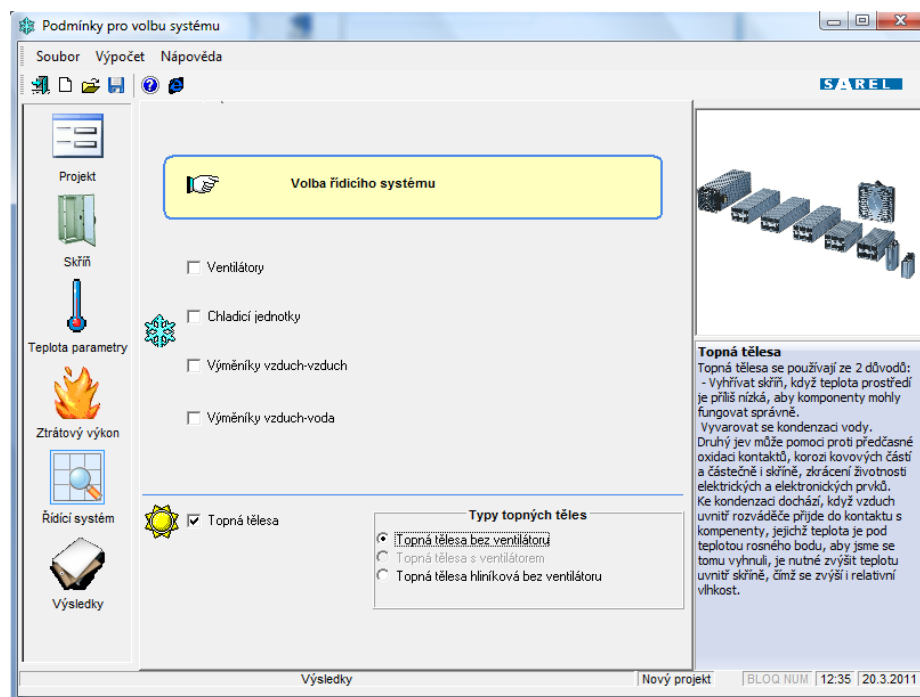 Podmínky pro volbu systému
Soubor Výpočet Nápověda
SAREL
Projekt
Skříň
Teplota parametry
Ztrátový výkon
Řídící systém
Výsledky
Volba řídicího systému
Ventilátory
Chladicí jednotky
Výměníky vzduch-vzduch
Výměníky vzduch-voda
Topná tělesa
Typy topných těles
Topná tělesa bez ventilátoru
Topná tělesa s ventilátorem
Topná tělesa hliníková bez ventilátoru
Topná tělesa
Topná tělesa se používají ze 2 důvodů:
- Vyhřívat skříň, když teplota prostředí
je příliš nízká, aby komponenty mohly
fungovat správně.
Vyvarovat se kondenzaci vody.
Druhý jev může pomoci proti předčasné
oxidaci kontaktů, korozi kovových částí
a částečně i skříně, zkrácení životnosti
elektrických a elektronických prvků.
Ke kondenzaci dochází, když vzduch
uvnitř rozváděče přijde do kontaktu s
kompenenty, jejichž teplota je pod
teplotou rosného bodu, aby jsme se
tomu vyhnuli, je nutné zvýšit teplotu
uvnitř skříně, čímž se zvýší i relativní
vlhkost.
Výsledky
Nový projekt
BLOQ NUM
12:35
20.3.2011